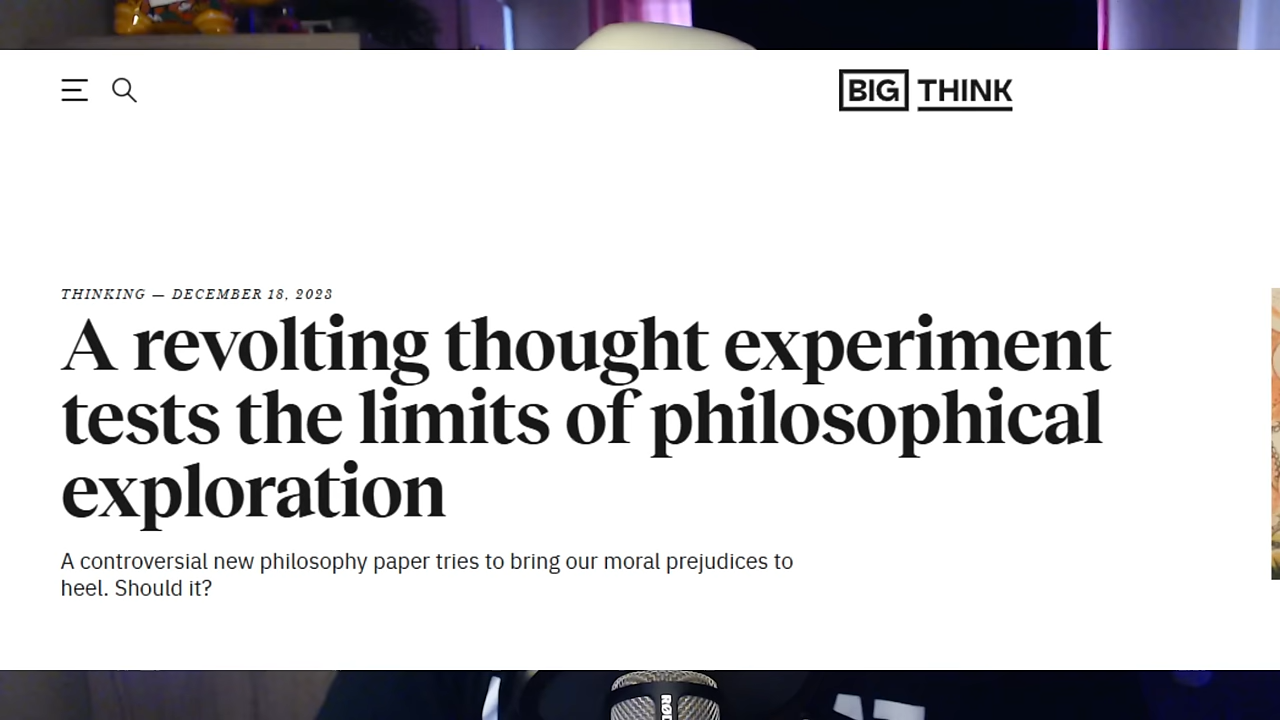 BIG THINK
THINKING — DECEMBER 18, 2023
A revolting thought experiment
tests the limits of philosophical
exploration
A controversial new philosophy paper tries to bring our moral prejudices to
heel. Should it?
RØD